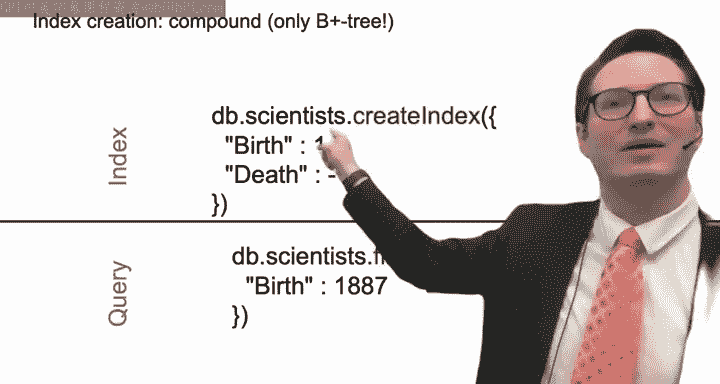 Index creation: compound (only B+-tree!)
Index
db.scientists.createIndex({
"Birth" : 1
"Death" : -
})
Query
db.scientists.
"Birth" : 1887
})